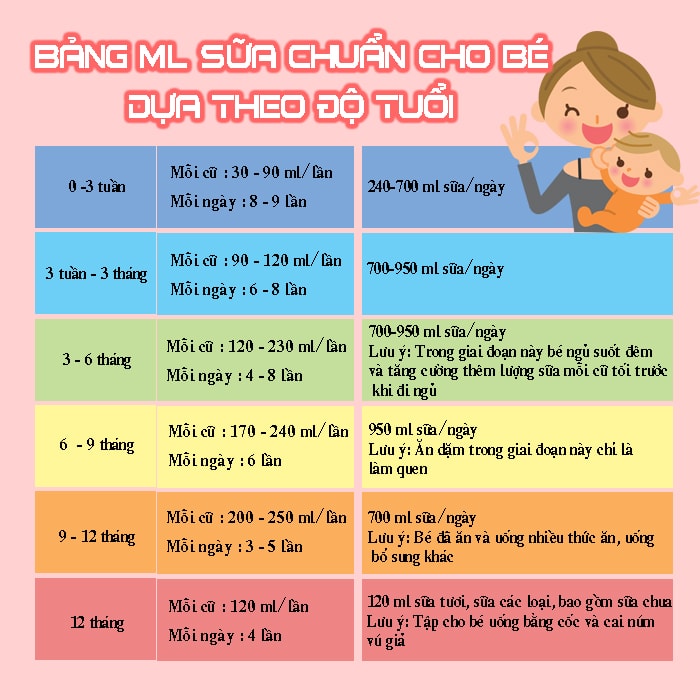 BẢNG ML SỮA CHUẨN CHO BÉ
DỰA THEO ĐỘ TUỔI
0 -3 tuần
Mỗi cữ : 30 - 90 ml/lần
Mỗi ngày : 8 - 9 lần
240-700 ml sữa/ngày
3 tuần - 3 tháng
Mỗi cữ : 90 - 120 ml/lần
Mỗi ngày : 6 - 8 lần
700-950 ml sữa/ngày
3 - 6 tháng
Mỗi cữ : 120 - 230 ml/lần
Mỗi ngày : 4 - 8 lần
700-950 ml sữa/ngày
Lưu ý: Trong giai đoạn này bé ngủ suốt đêm
và tăng cường thêm lượng sữa mỗi cữ tối trước
khi đi ngủ
6 - 9 tháng
Mỗi cữ : 170 - 240 ml/lần
Mỗi ngày : 6 lần
950 ml sữa/ngày
Lưu ý: Ăn dặm trong giai đoạn này chỉ là
làm quen
9 - 12 tháng
Mỗi cữ : 200 - 250 ml/lần
Mỗi ngày : 3 - 5 lần
700 ml sữa/ngày
Lưu ý: Bé đã ăn và uống nhiều thức ăn, uống
bổ sung khác
12 tháng
Mỗi cữ : 120 ml/lần
Mỗi ngày : 4 lần
120 ml sữa tươi, sữa các loại, bao gồm sữa chua
Lưu ý: Tập cho bé uống bằng cốc và cai núm
vú giả